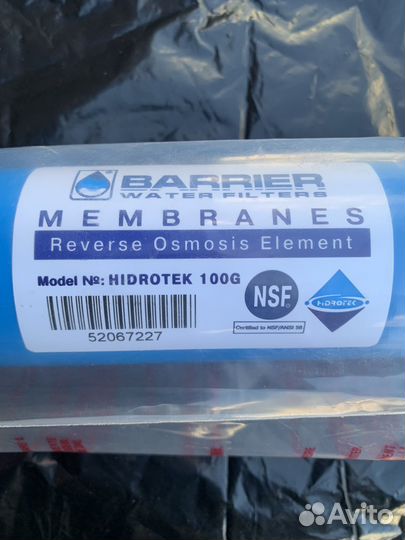 BARRIER
WATER FILTERS
MEMBRANES
Reverse Osmosis Element
Model №: HIDROTEK 100G
NSF
HIDROTEK
Certified to NSF/ANSI 58
52067227
Avito